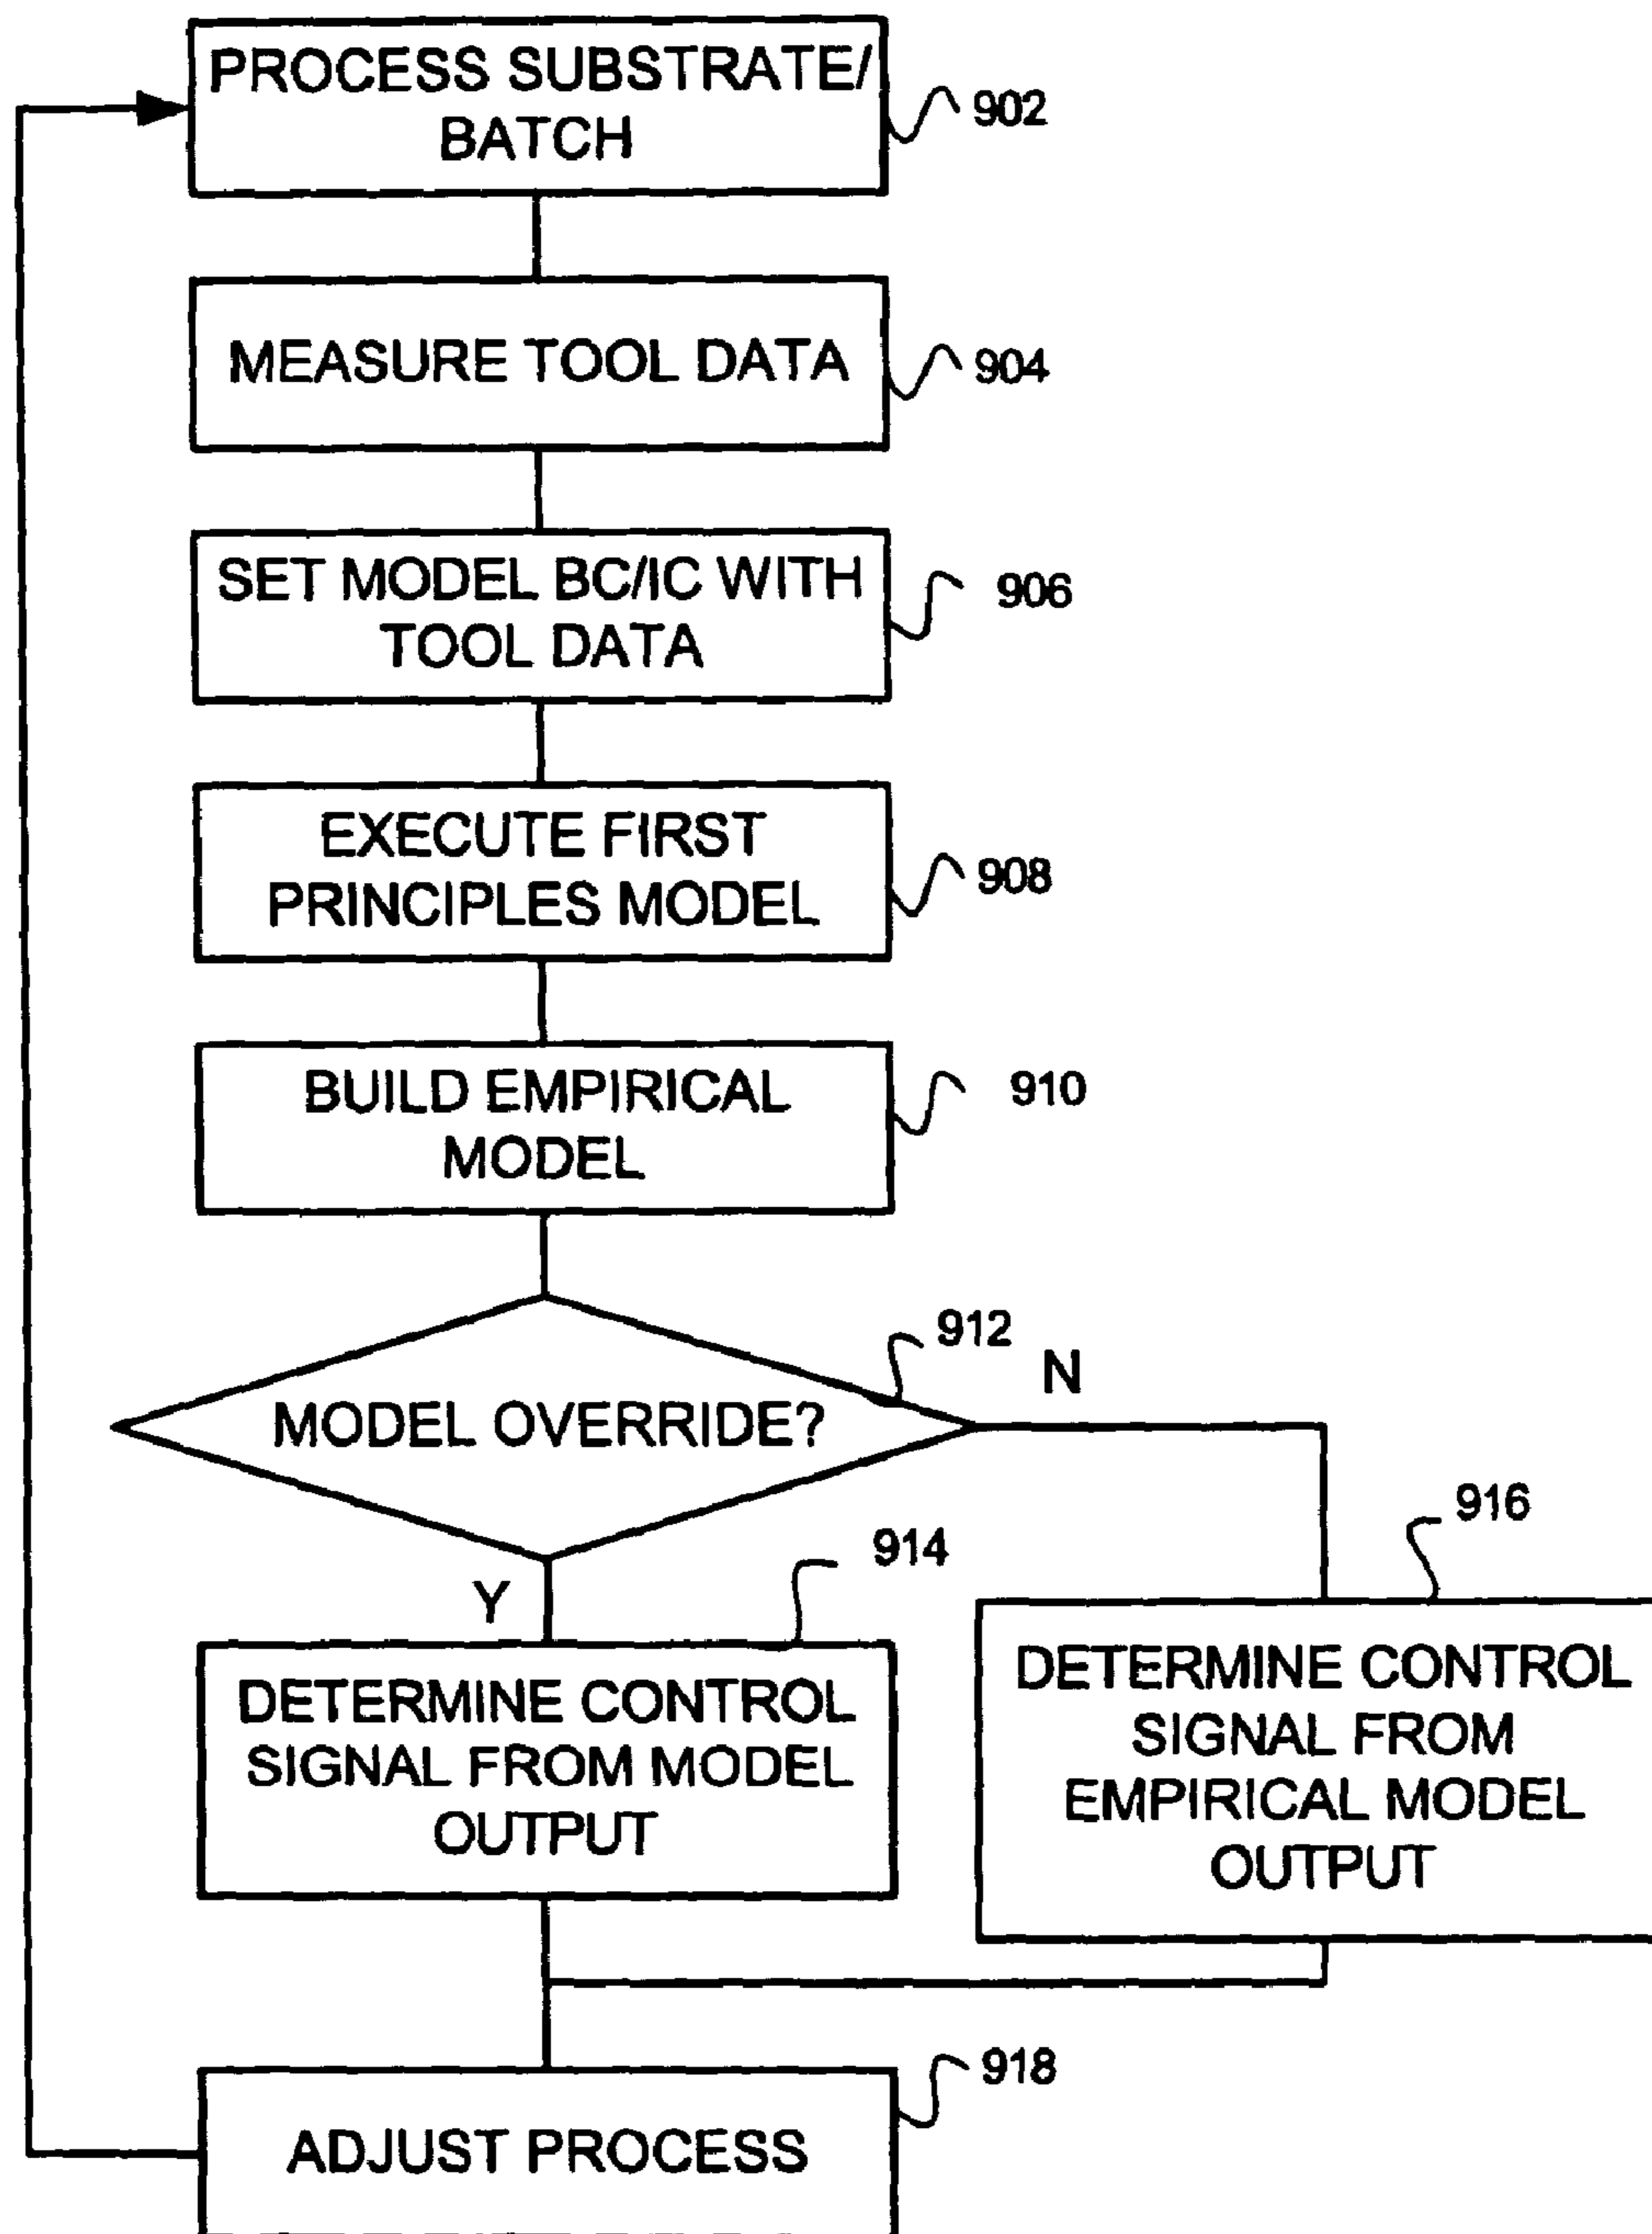 PROCESS SUBSTRATE/
BATCH
902
MEASURE TOOL DATA
904
SET MODEL BC/IC WITH
TOOL DATA
906
EXECUTE FIRST
PRINCIPLES MODEL
908
BUILD EMPIRICAL
MODEL
910
MODEL OVERRIDE?
912
N
Y
914
DETERMINE CONTROL
SIGNAL FROM MODEL
OUTPUT
916
DETERMINE CONTROL
SIGNAL FROM
EMPIRICAL MODEL
OUTPUT
918
ADJUST PROCESS